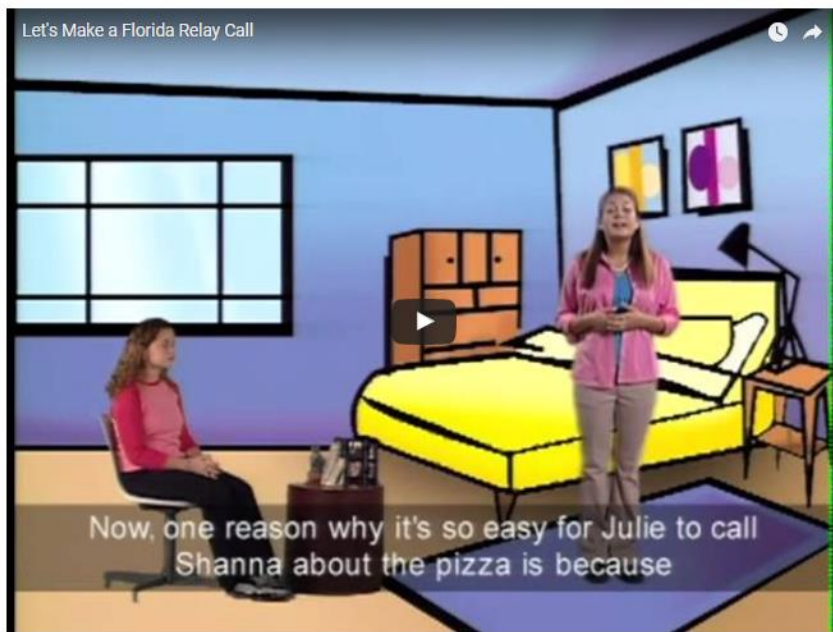 Let's Make a Florida Relay Call
Now, one reason why it's so easy for Julie to call
Shanna about the pizza is because